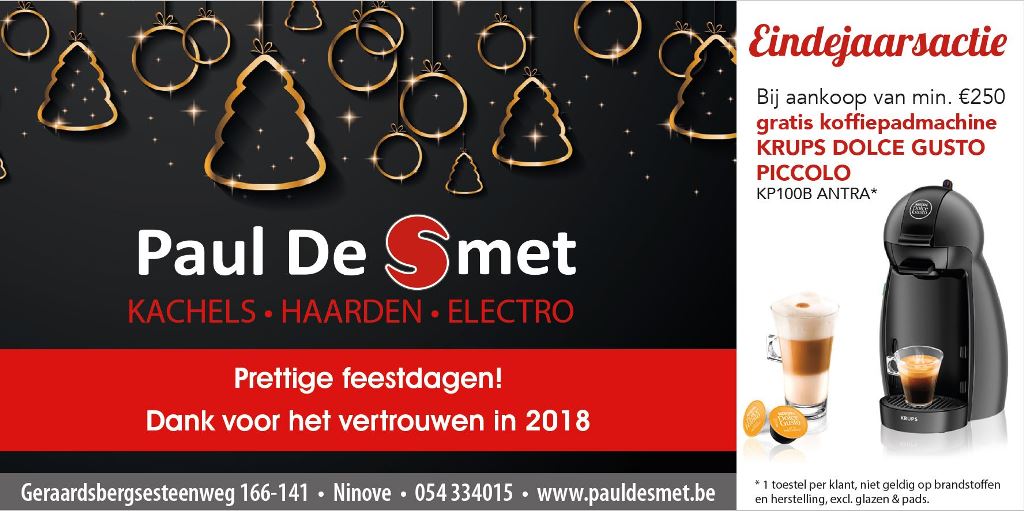 Paul De Smet
KACHELS • HAARDEN • ELECTRO
Prettige feestdagen!
Dank voor het vertrouwen in 2018
Geraardsbergsesteenweg 166-141 • Ninove • 054 334015 • www.pauldesmet.be
Eindejaarsactie
Bij aankoop van min. €250
gratis koffiepadmachine
KRUPS DOLCE GUSTO
PICCOLO
KP100B ANTRA*
Dolce
Gusto
Dolce
Gusto
KRUPS
* 1 toestel per klant, niet geldig op brandstoffen
en herstelling, excl. glazen & pads.